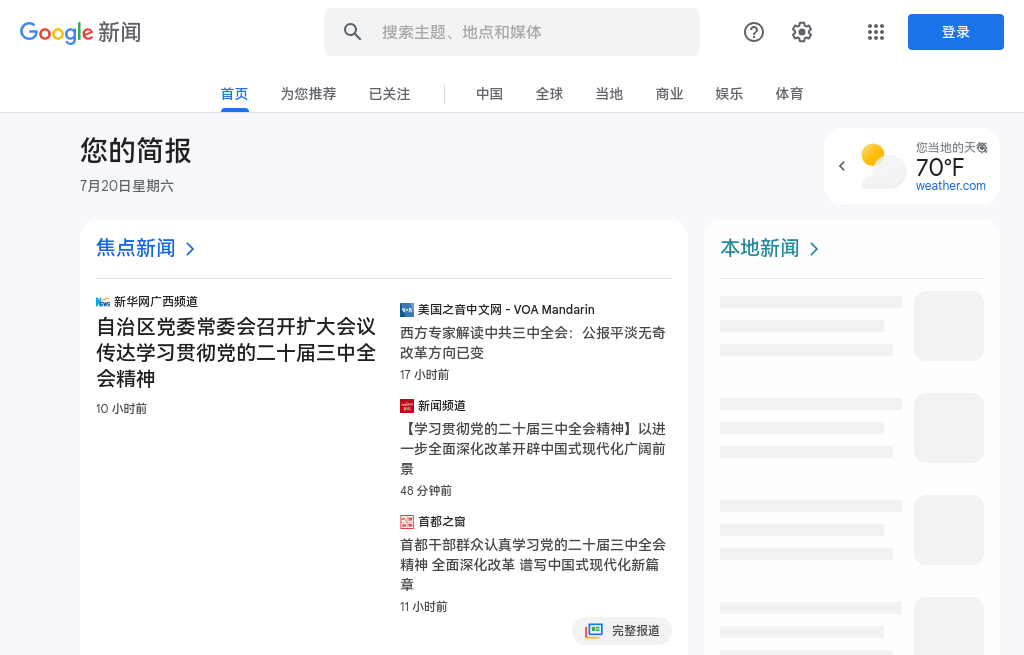 Google 新闻
搜索主题、地点和媒体
登录
首页
为您推荐
已关注
中国
全球
当地
商业
娱乐
体育
您的简报
7月20日星期六
您当地的天气
70°F
weather.com
焦点新闻
新华网广西频道
自治区党委常委会召开扩大会议
传达学习贯彻党的二十届三中全
会精神
10 小时前
美国之音中文网 - VOA Mandarin
西方专家解读中共三中全会：公报平淡无奇
改革方向已变
17 小时前
新闻频道
【学习贯彻党的二十届三中全会精神】以进
一步全面深化改革开辟中国式现代化广阔前
景
48 分钟前
首都之窗
首都干部群众认真学习党的二十届三中全会
精神 全面深化改革 谱写中国式现代化新篇
章
11 小时前
完整报道
本地新闻